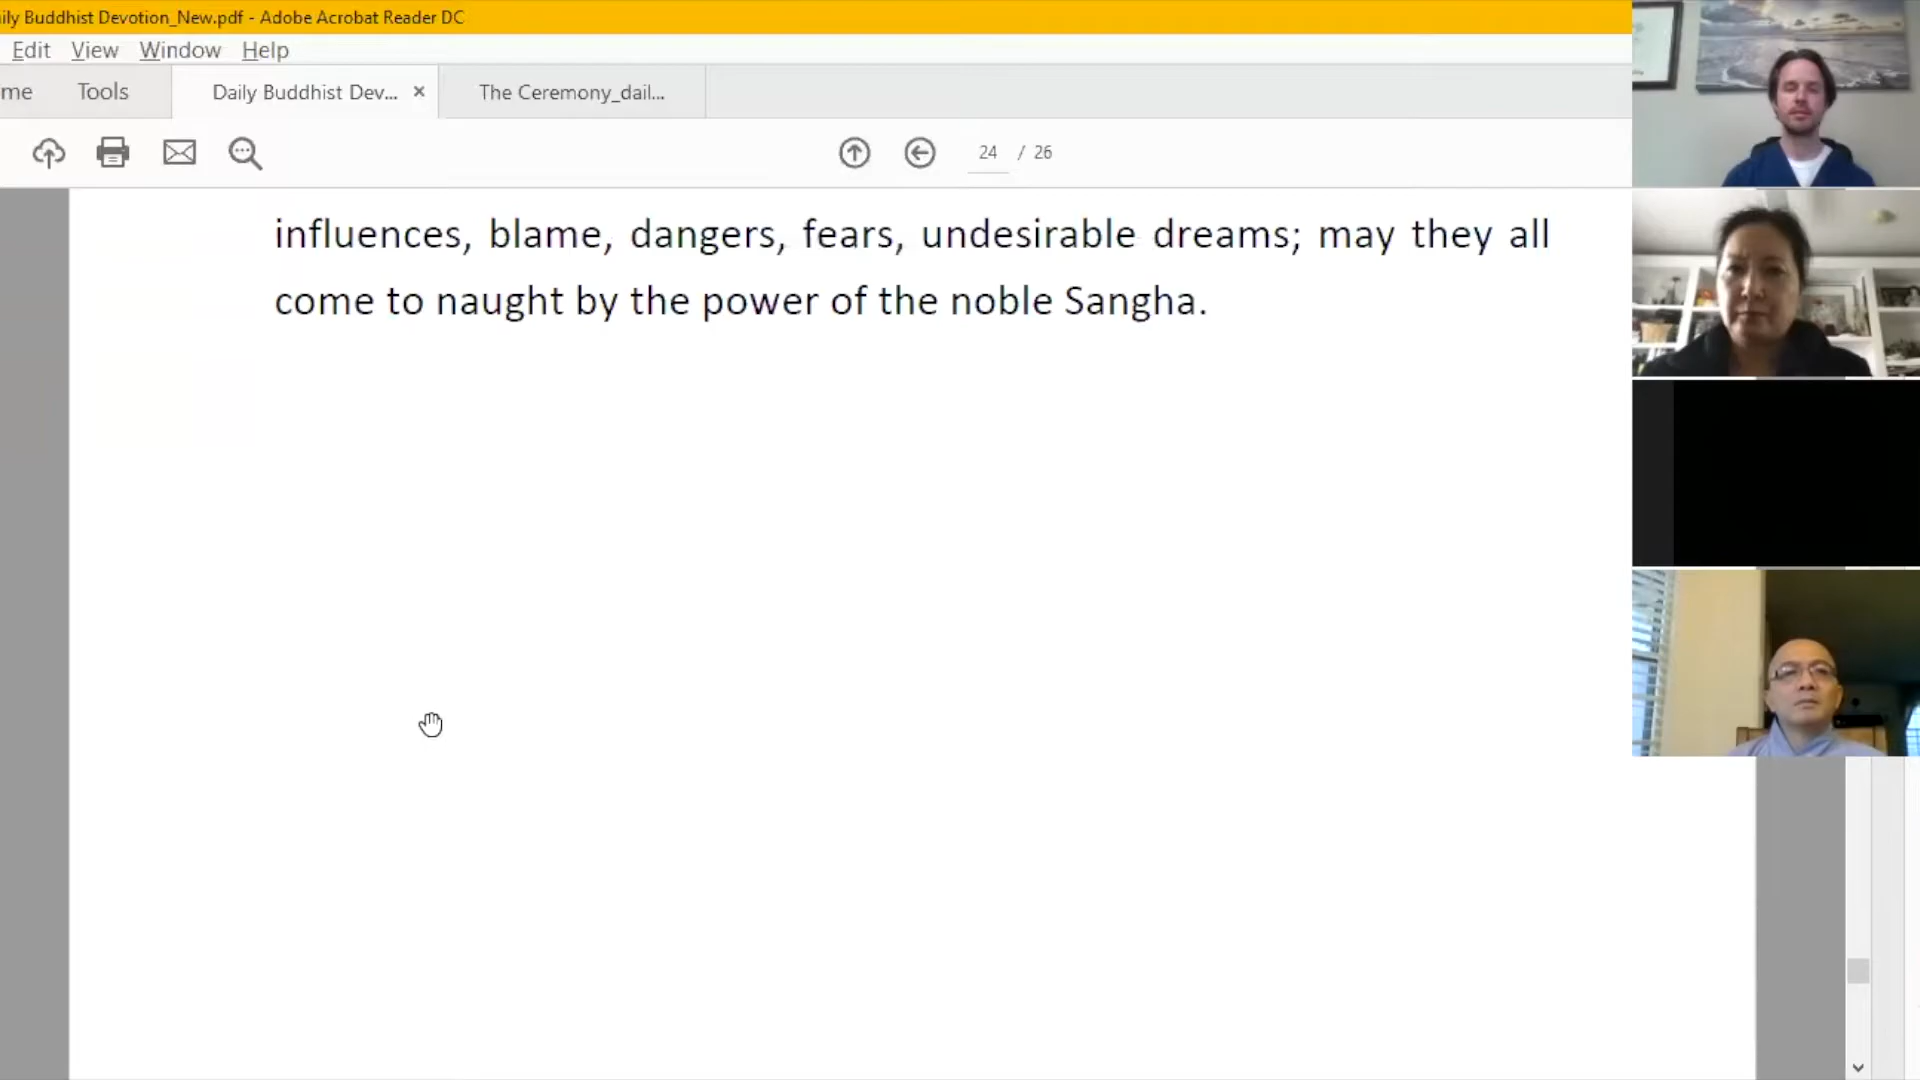 ily Buddhist Devotion_New.pdf - Adobe Acrobat Reader DC
Edit View Window Help
me Tools Daily Buddhist Dev... × The Ceremony_dail...
24 / 26
influences, blame, dangers, fears, undesirable dreams; may they all
come to naught by the power of the noble Sangha.